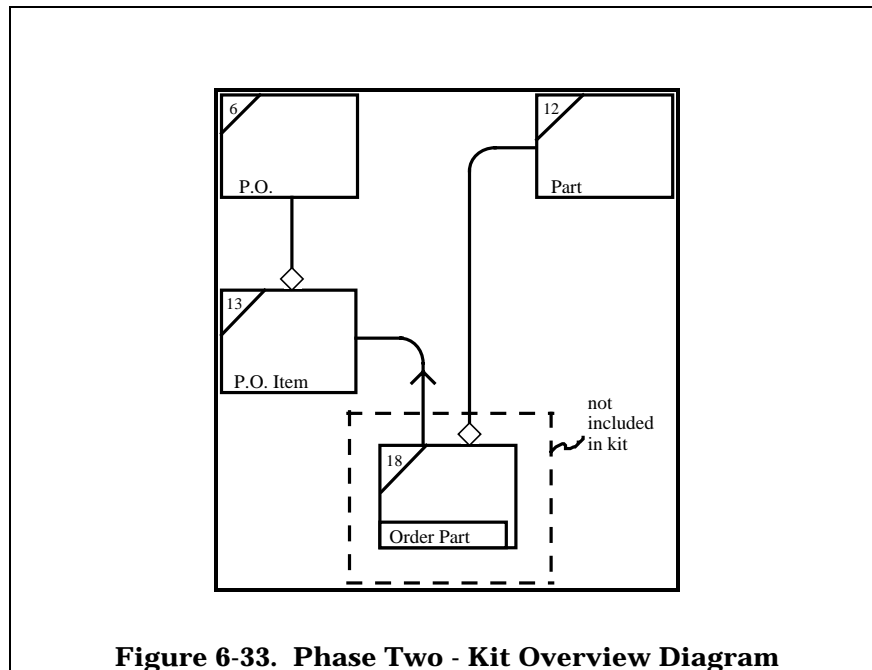 6
12
P.O.
Part
13
P.O. Item
not
included
in kit
18
Order Part
Figure 6-33. Phase Two - Kit Overview Diagram